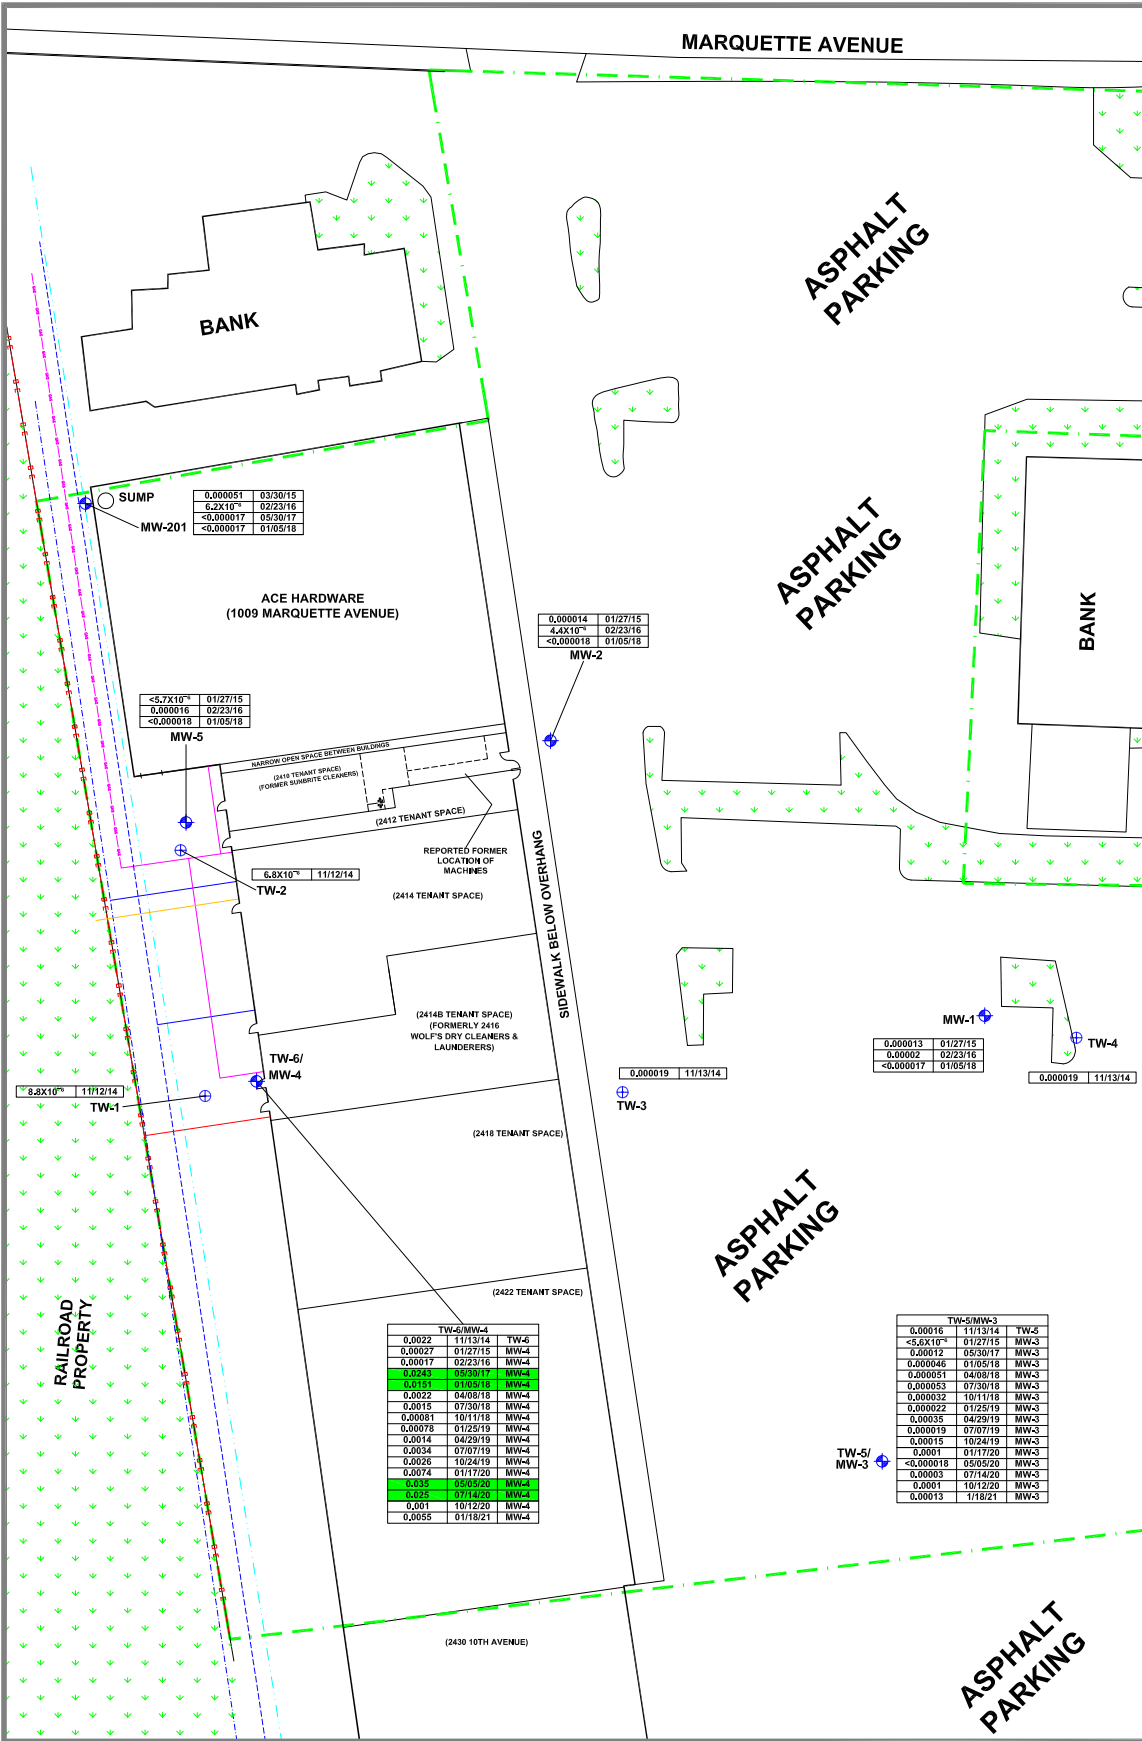 MARQUETTE AVENUE
ASPHALT
PARKING
BANK
SUMP
MW-201
0.000051 03/30/15
6.2X10⁻⁶ 02/23/16
<0.000017 05/30/17
<0.000017 01/05/18
ASPHALT
PARKING
BANK
ACE HARDWARE
(1009 MARQUETTE AVENUE)
0.000014 01/27/15
4.4X10⁻⁶ 02/23/16
<0.000018 01/05/18
MW-2
<5.7X10⁻⁶ 01/27/15
0.000016 02/23/16
<0.000018 01/05/18
MW-5
NARROW OPEN SPACE BETWEEN BUILDINGS
(2410 TENANT SPACE)
(FORMER SUNBRITE CLEANERS)
(2412 TENANT SPACE)
REPORTED FORMER
LOCATION OF
MACHINES
6.8X10⁻⁶ 11/12/14
TW-2
(2414 TENANT SPACE)
SIDEWALK BELOW OVERHANG
(2414B TENANT SPACE)
(FORMERLY 2416
WOLF'S DRY CLEANERS &
LAUNDERERS)
MW-1
0.000013 01/27/15
0.00002 02/23/16
<0.000017 01/05/18
TW-4
0.000019 11/13/14
0.000019 11/13/14
TW-3
TW-6/
MW-4
8.8X10⁻⁶ 11/12/14
TW-1
(2418 TENANT SPACE)
ASPHALT
PARKING
(2422 TENANT SPACE)
RAILROAD
PROPERTY
TW-6/MW-4
0.0022 11/13/14 TW-6
0.00027 01/27/15 MW-4
0.00017 02/23/16 MW-4
0.0243 05/30/17 MW-4
0.0151 01/05/18 MW-4
0.0022 04/08/18 MW-4
0.0015 07/30/18 MW-4
0.00081 10/11/18 MW-4
0.00078 01/25/19 MW-4
0.0014 04/29/19 MW-4
0.0034 07/07/19 MW-4
0.0026 10/24/19 MW-4
0.0074 01/17/20 MW-4
0.035 05/05/20 MW-4
0.025 07/14/20 MW-4
0.001 10/12/20 MW-4
0.0055 01/18/21 MW-4
TW-5/MW-3
0.00016 11/13/14 TW-5
<5.6X10⁻⁶ 01/27/15 MW-3
0.00012 05/30/17 MW-3
0.000046 01/05/18 MW-3
0.000051 04/08/18 MW-3
0.000053 07/30/18 MW-3
0.000032 10/11/18 MW-3
0.000022 01/25/19 MW-3
0.00035 04/29/19 MW-3
0.000019 07/07/19 MW-3
0.00015 10/24/19 MW-3
0.0001 01/17/20 MW-3
<0.000018 05/05/20 MW-3
0.00003 07/14/20 MW-3
0.0001 10/12/20 MW-3
0.00013 1/18/21 MW-3
TW-5/
MW-3
(2430 10TH AVENUE)
ASPHALT
PARKING